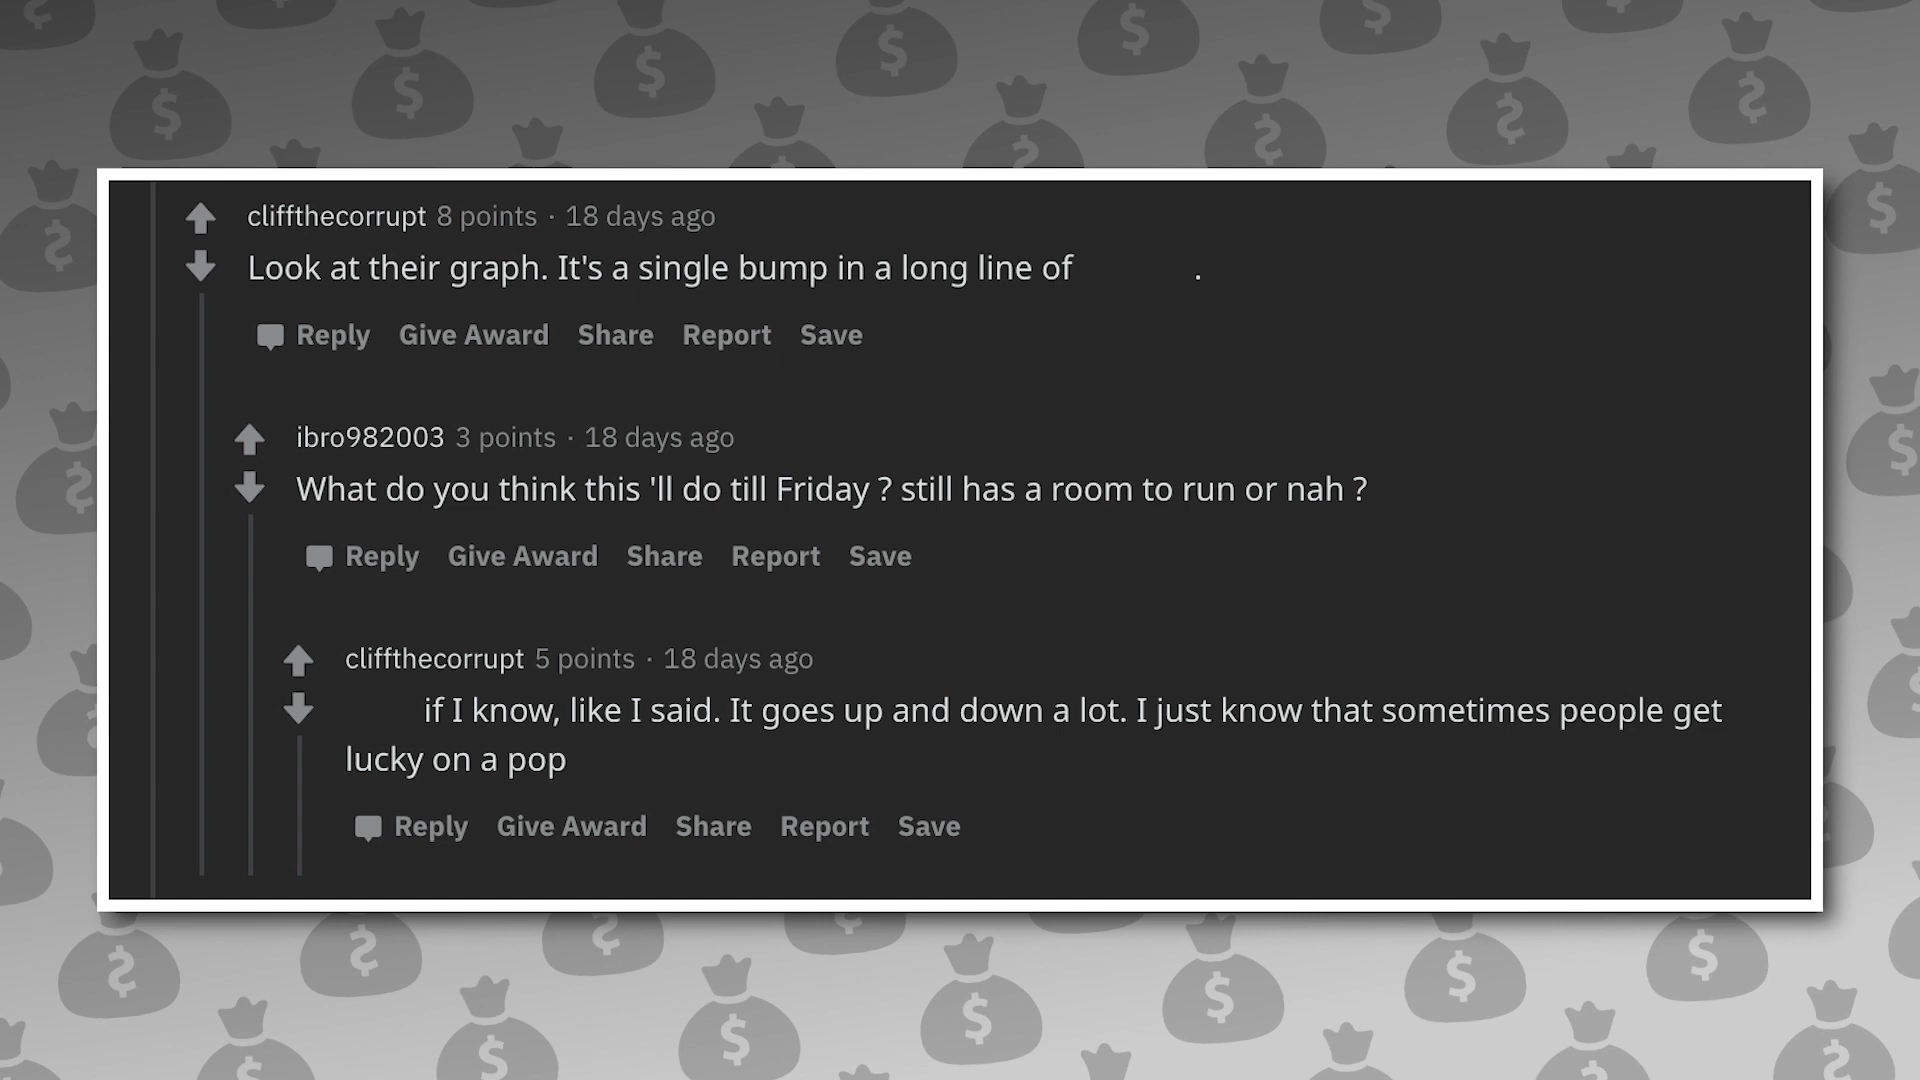 cliffthecorrupt 8 points · 18 days ago
Look at their graph. It's a single bump in a long line of .
Reply Give Award Share Report Save
ibro982003 3 points · 18 days ago
What do you think this 'll do till Friday ? still has a room to run or nah ?
Reply Give Award Share Report Save
cliffthecorrupt 5 points · 18 days ago
if I know, like I said. It goes up and down a lot. I just know that sometimes people get
lucky on a pop
Reply Give Award Share Report Save